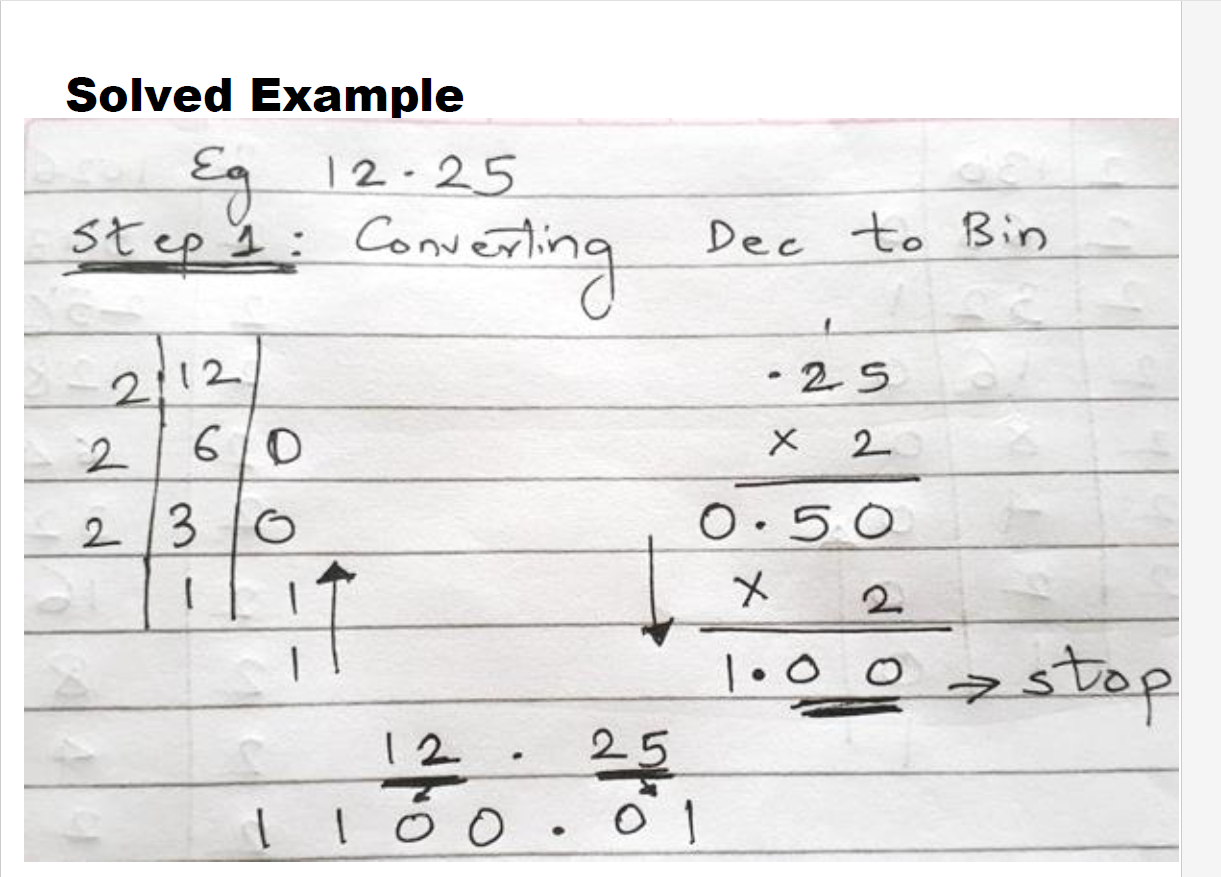 Solved Example
Eg 12.25
Step 1: Converting Dec to Bin
2 12
2 6 0
2 3 0
1 1
1
.25
× 2
0.50
× 2
1.00 → stop
12 . 25
1100.01